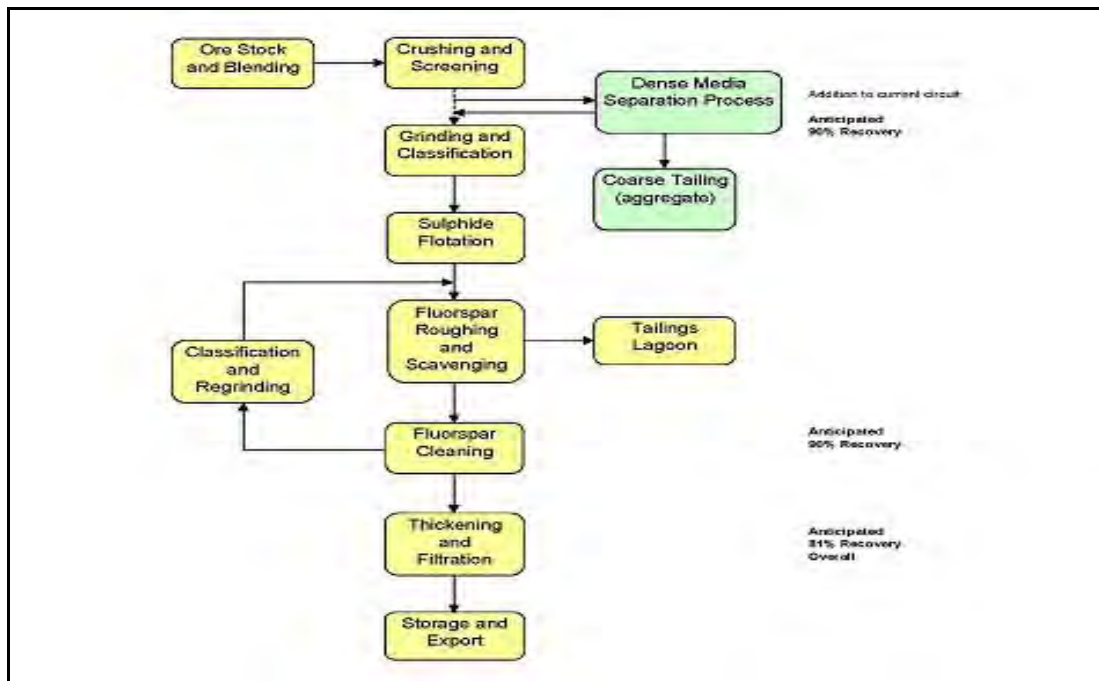 Ore Stock
and Blending
Crushing and
Screening
Dense Media
Separation Process
Addition to current circuit
Anticipated
90% Recovery
Grinding and
Classification
Coarse Tailing
(aggregate)
Sulphide
Flotation
Fluorspar
Roughing
and
Scavenging
Tailings
Lagoon
Classification
and
Regrinding
Fluorspar
Cleaning
Anticipated
90% Recovery
Thickening
and
Filtration
Anticipated
81% Recovery
Overall
Storage and
Export